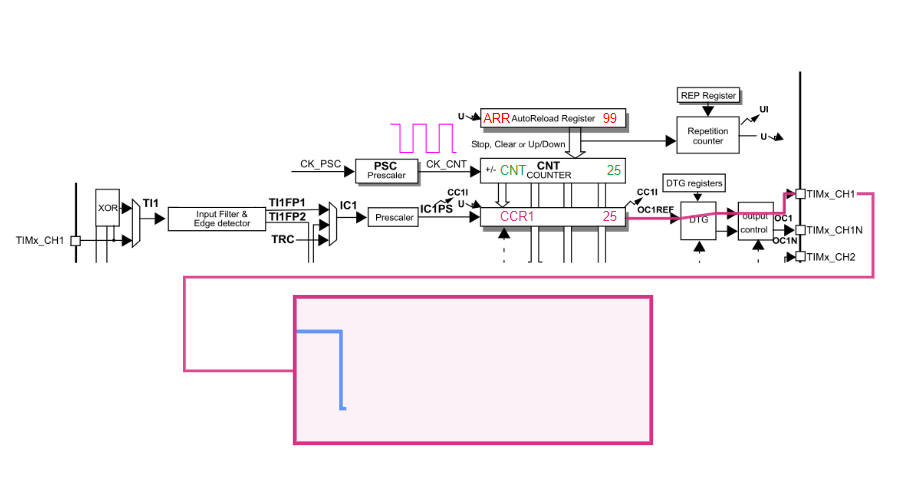 REP Register
UI
U
ARR AutoReload Register 99
Repetition
counter
U
Stop, Clear or Up/Down
CK_PSC
PSC
Prescaler
CK_CNT
+/- CNT CNT
COUNTER
25
DTG registers
XOR
TI1
Input Filter &
Edge detector
TI1FP1
TI1FP2
TRC
IC1
Prescaler
IC1PS
CC1I
U
CCR1 25
CC1I
OC1REF
DTG
output
control
OC1
OC1N
TIMx_CH1
TIMx_CH1
TIMx_CH1N
TIMx_CH2